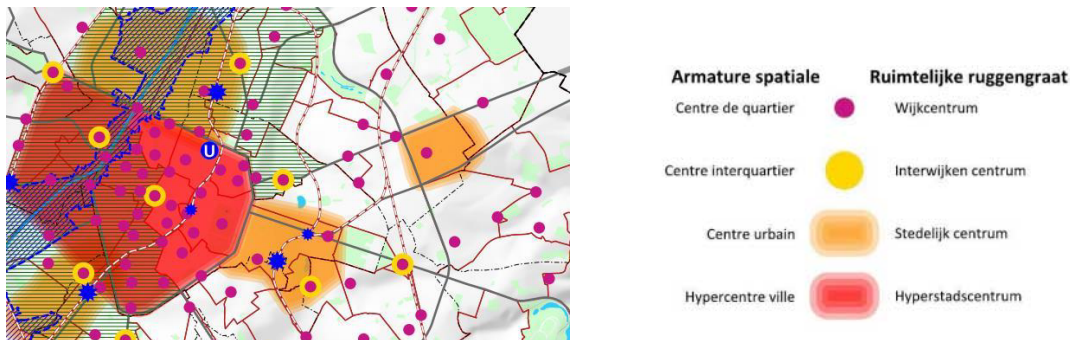 U
Armature spatiale Ruimtelijke ruggengraat
Centre de quartier Wijkcentrum
Centre interquartier Interwijken centrum
Centre urbain Stedelijk centrum
Hypercentre ville Hyperstadscentrum